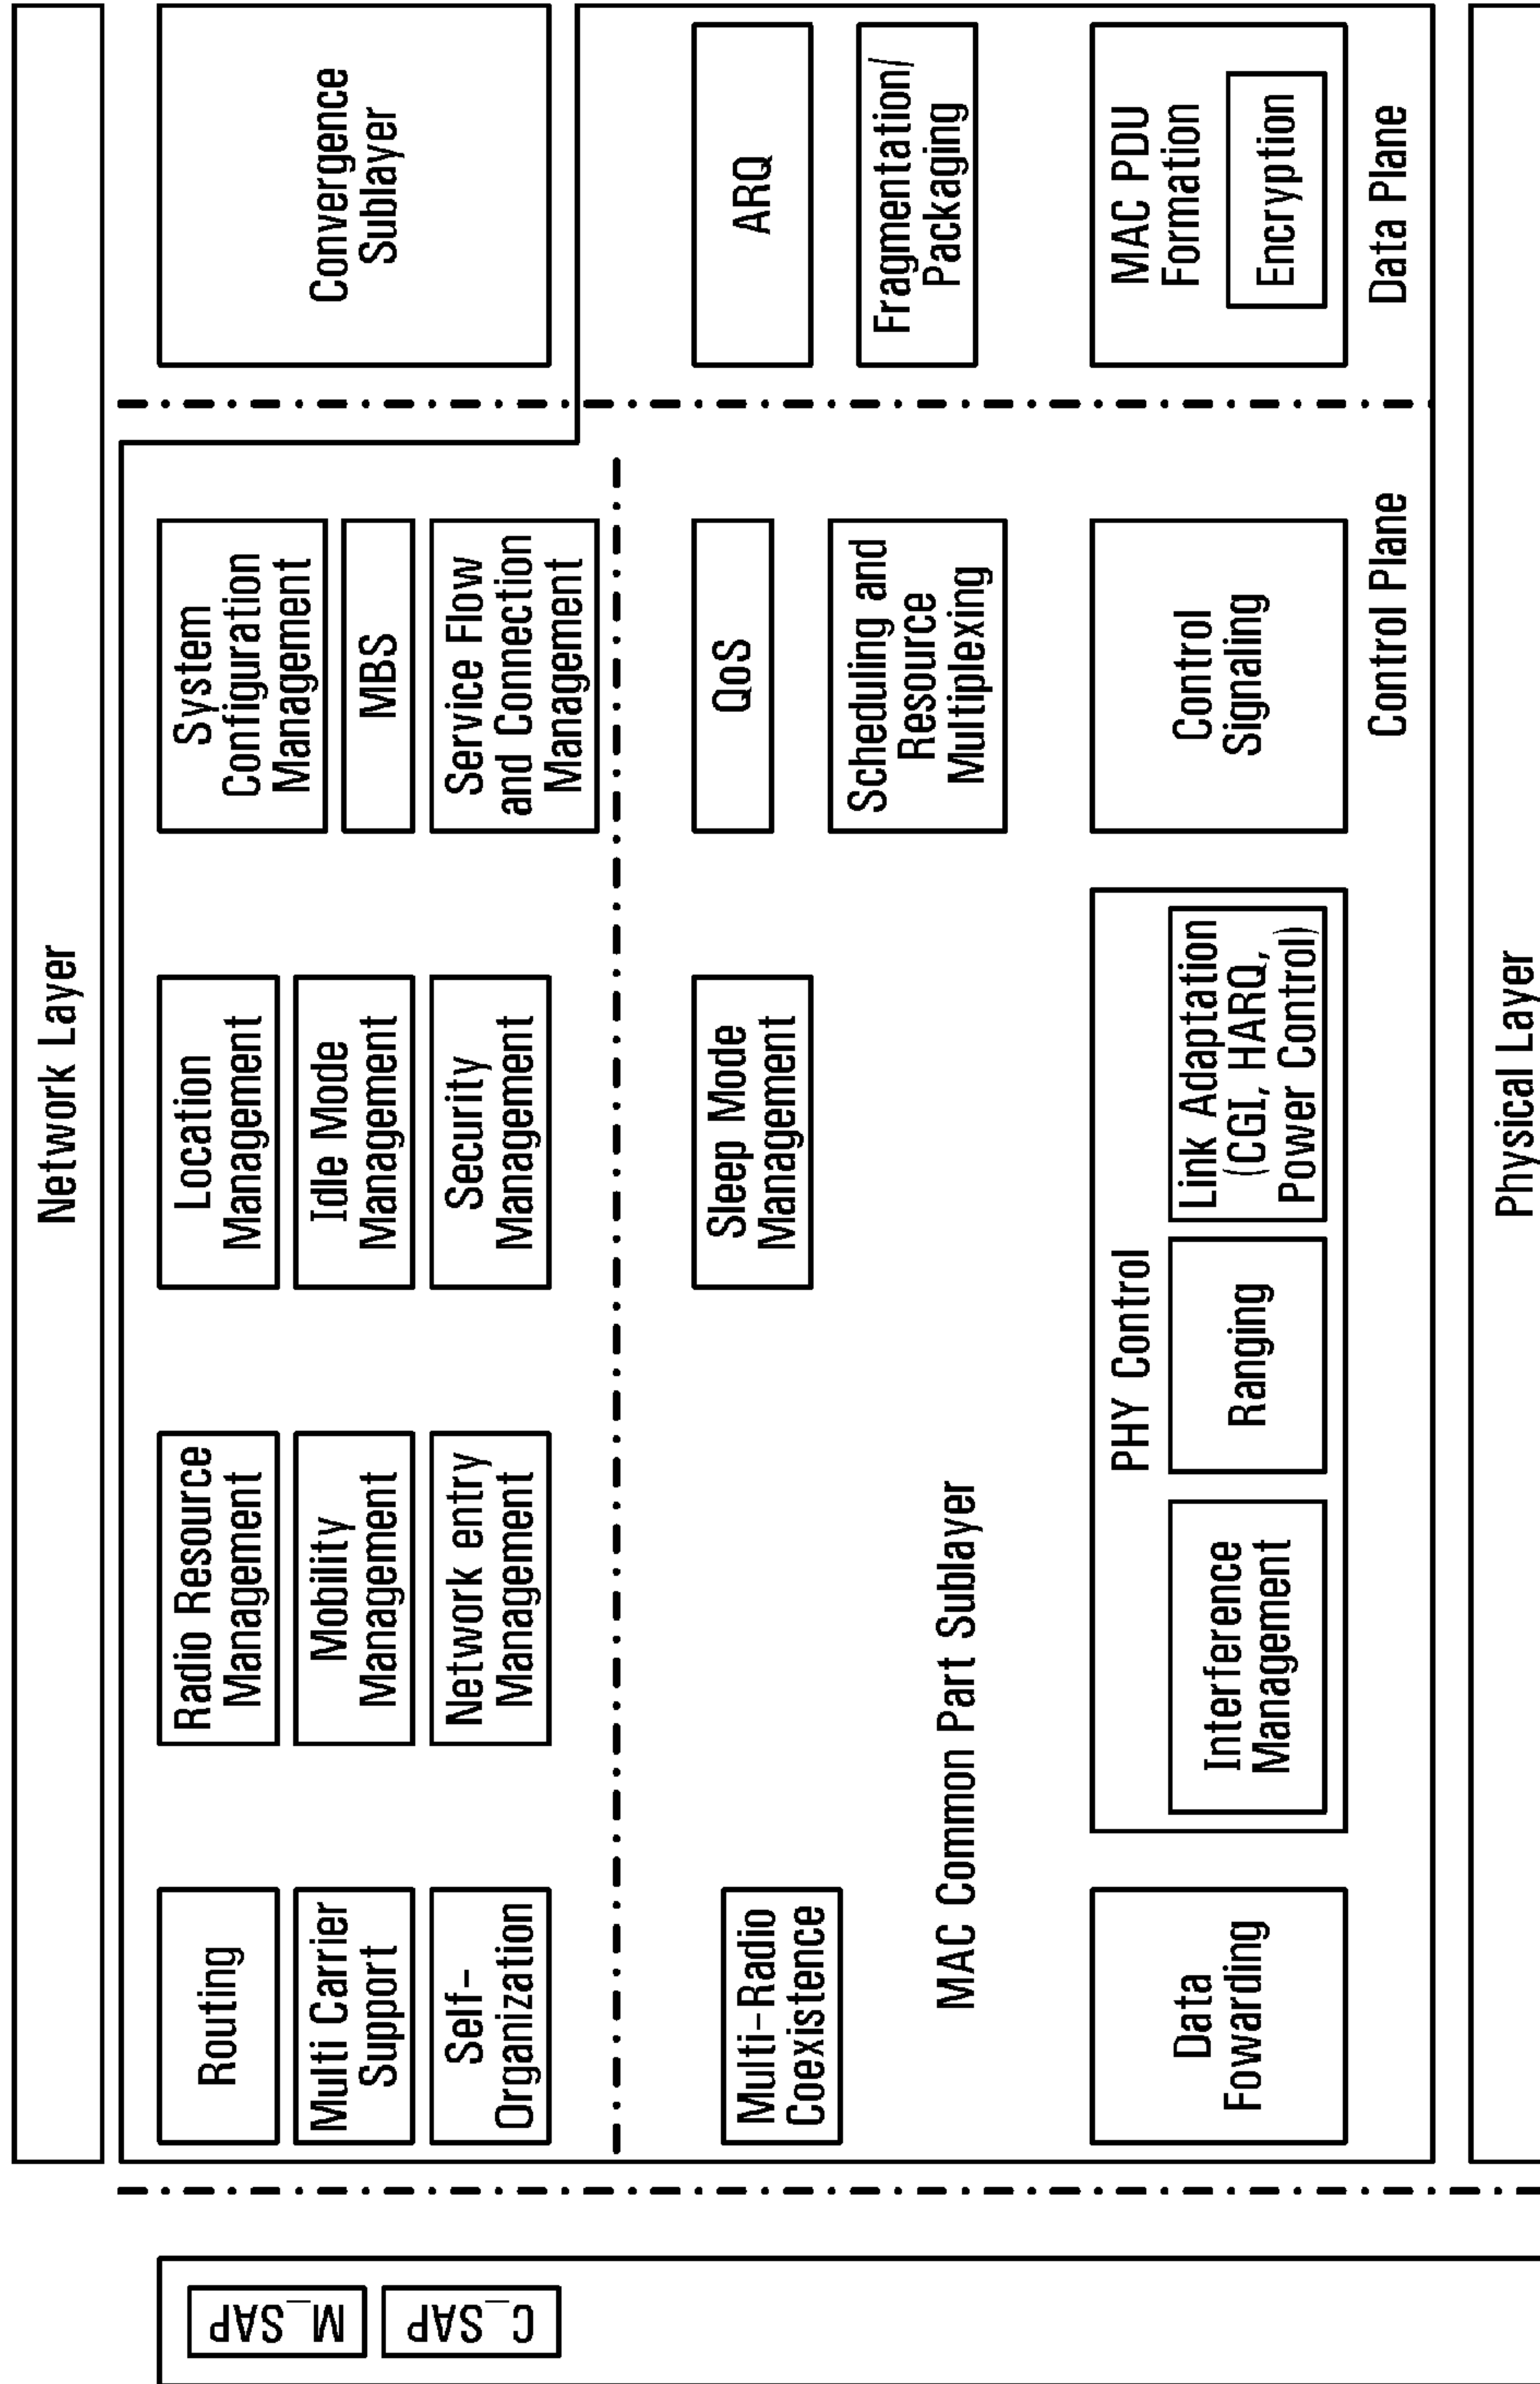 Network Layer
M_SAP
C_SAP
Routing
Multi Carrier
Support
Self-
Organization
Radio Resource
Management
Mobility
Management
Network entry
Management
Location
Management
Idle Mode
Management
Security
Management
System
Configuration
Management
MBS
Service Flow
and Connection
Management
Convergence
Sublayer
Multi-Radio
Coexistence
Sleep Mode
Management
QoS
Scheduling and
Resource
Multiplexing
ARQ
Fragmentation/
Packaging
MAC Common Part Sublayer
Data
Fowarding
PHY Control
Interference
Management
Ranging
Link Adaptation
(CGI, HARQ,
Power Control)
Control
Signaling
MAC PDU
Formation
Encryption
Control Plane
Data Plane
Physical Layer